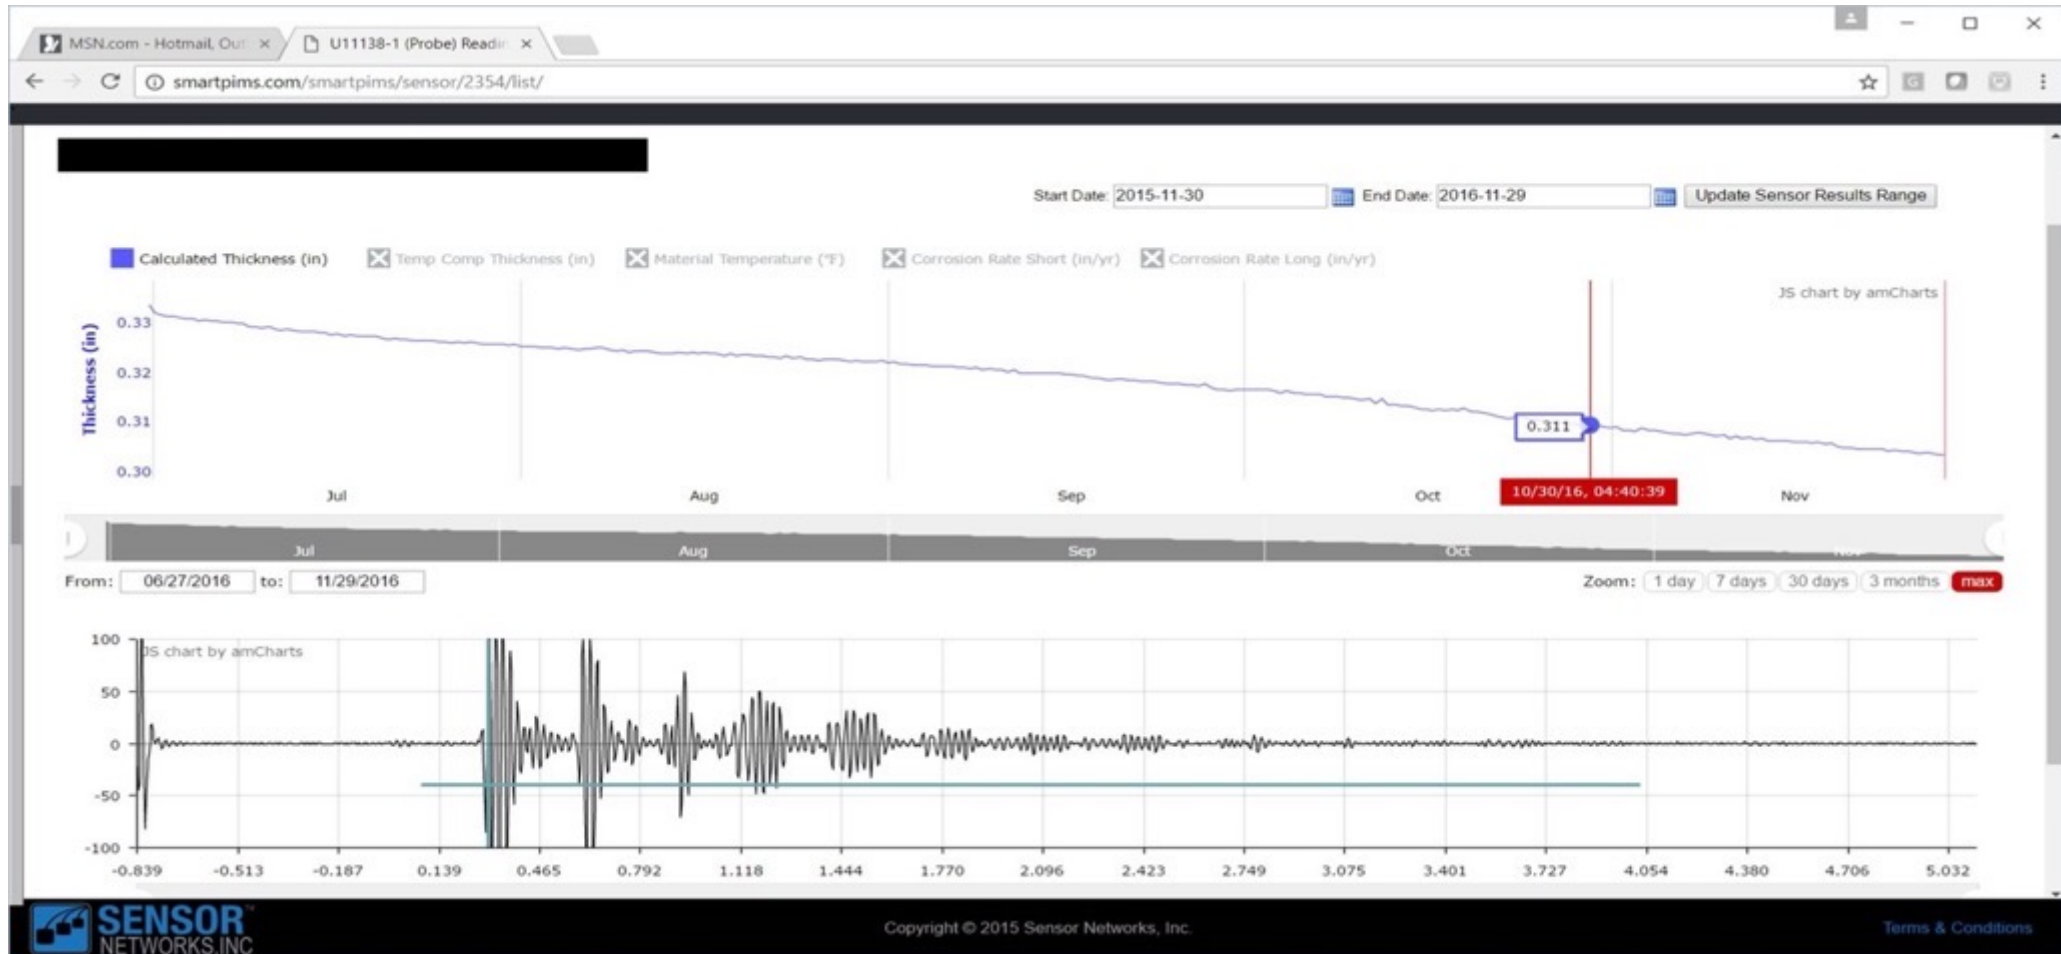 MSN.com - Hotmail, Out
U11138-1 (Probe) Readin
smartpims.com/smartpims/sensor/2354/list/
Start Date: 2015-11-30 End Date: 2016-11-29 Update Sensor Results Range
Calculated Thickness (in) Temp Comp Thickness (in) Material Temperature (°F) Corrosion Rate Short (in/yr) Corrosion Rate Long (in/yr)
JS chart by amCharts
Thickness (in)
0.33
0.32
0.31
0.30
0.311
Jul Aug Sep Oct 10/30/16, 04:40:39 Nov
Jul Aug Sep Oct Nov
From: 06/27/2016 to: 11/29/2016 Zoom: 1 day 7 days 30 days 3 months max
JS chart by amCharts
100
50
0
-50
-100
-0.839 -0.513 -0.187 0.139 0.465 0.792 1.118 1.444 1.770 2.096 2.423 2.749 3.075 3.401 3.727 4.054 4.380 4.706 5.032
SENSOR
NETWORKS.INC
Copyright © 2015 Sensor Networks, Inc.
Terms & Conditions